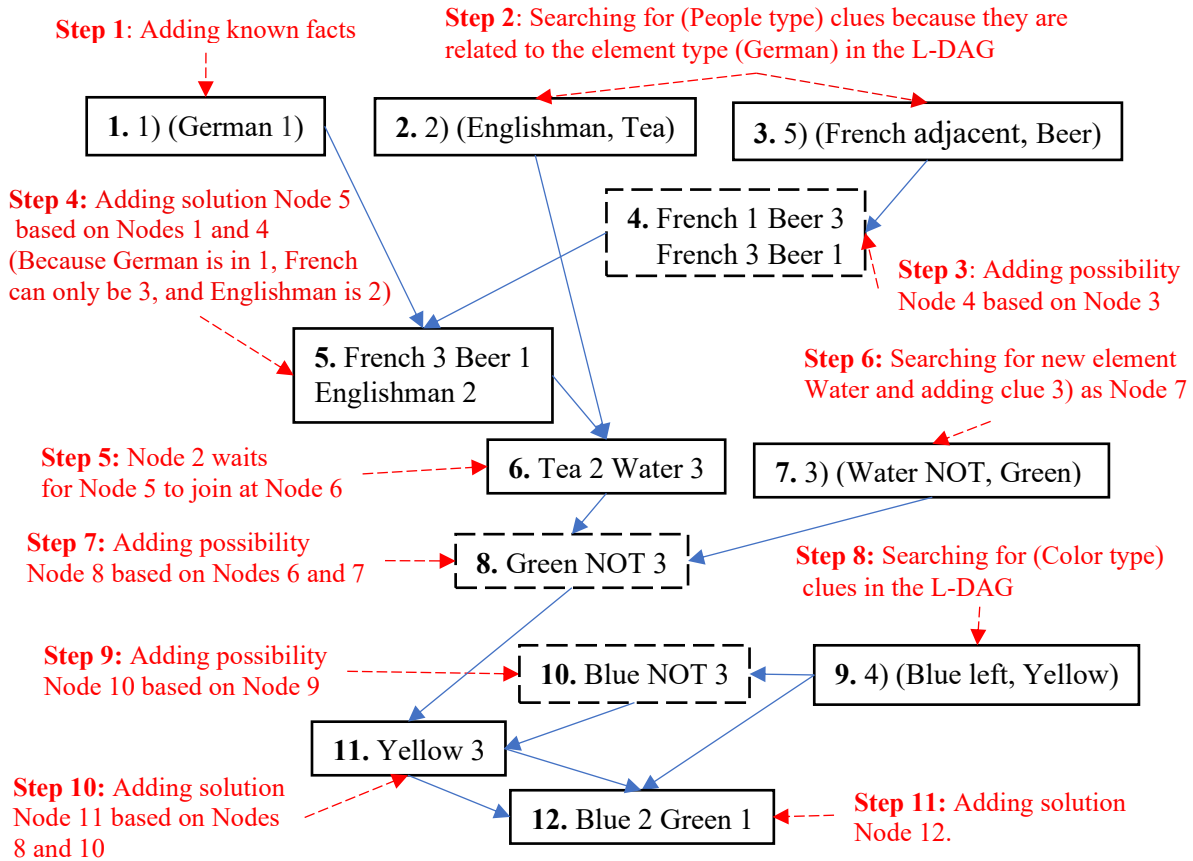 Step 1: Adding known facts
Step 2: Searching for (People type) clues because they are
related to the element type (German) in the L-DAG
1. 1) (German 1)
2. 2) (Englishman, Tea)
3. 5) (French adjacent, Beer)
Step 4: Adding solution Node 5
based on Nodes 1 and 4
(Because German is in 1, French
can only be 3, and Englishman is 2)
4. French 1 Beer 3
French 3 Beer 1
Step 3: Adding possibility
Node 4 based on Node 3
5. French 3 Beer 1
Englishman 2
Step 6: Searching for new element
Water and adding clue 3) as Node 7
Step 5: Node 2 waits
for Node 5 to join at Node 6
6. Tea 2 Water 3
7. 3) (Water NOT, Green)
Step 7: Adding possibility
Node 8 based on Nodes 6 and 7
8. Green NOT 3
Step 8: Searching for (Color type)
clues in the L-DAG
Step 9: Adding possibility
Node 10 based on Node 9
10. Blue NOT 3
9. 4) (Blue left, Yellow)
11. Yellow 3
Step 10: Adding solution
Node 11 based on Nodes
8 and 10
12. Blue 2 Green 1
Step 11: Adding solution
Node 12.